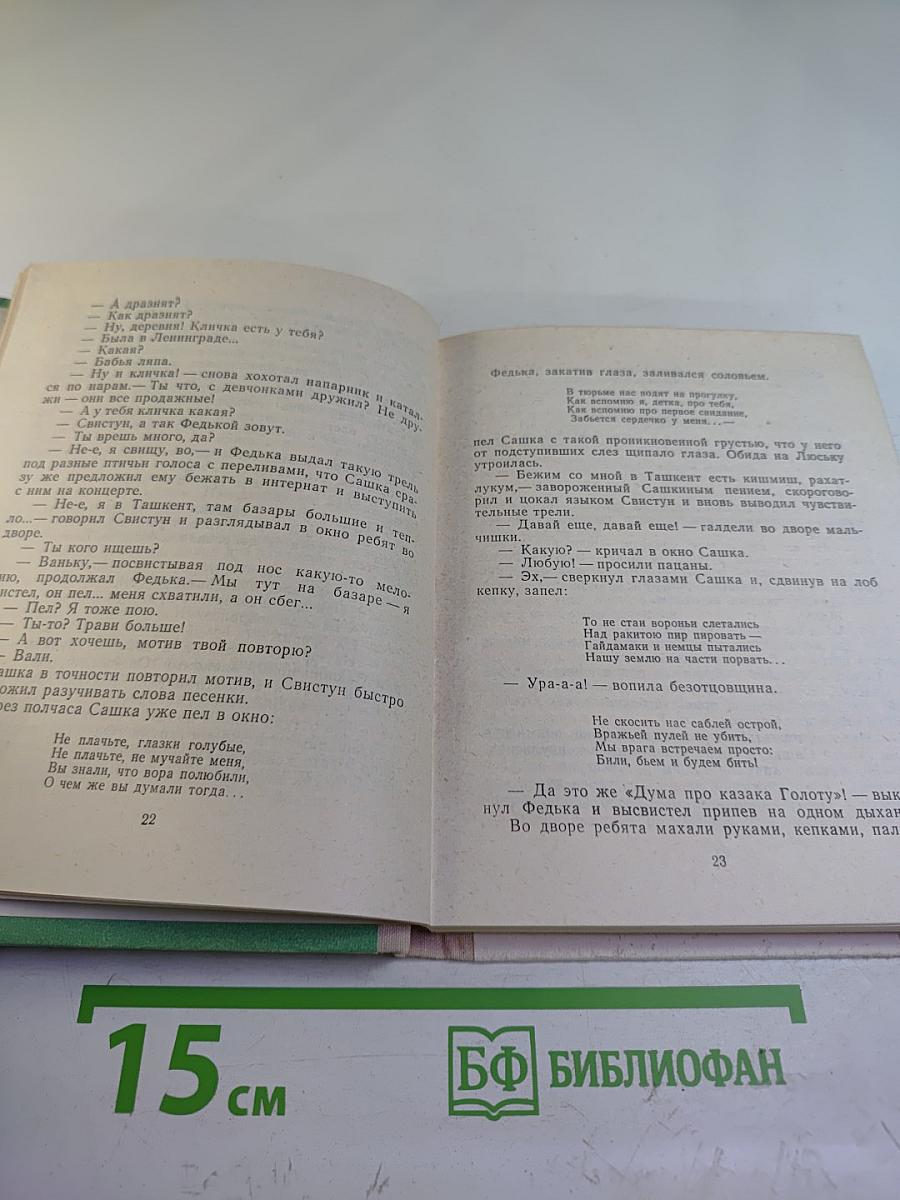 — А дразнят?
— Как дразнят?
— Ну, деревня! Кличка есть у тебя?
— Была в Ленинграде...
— Какая?
— Бабья ляпа.
— Ну и кличка! — снова хохотал напарник и катал-
ся по нарам.— Ты что, с девчонками дружил? Не дру-
жи — они все продажные!
— А у тебя кличка какая?
— Свистун, а так Федькой зовут.
— Ты врешь много, да?
— Не-е, я свищу, во,— и Федька выдал такую трель
под разные птичьи голоса с переливами, что Сашка сра-
зу же предложил ему бежать в интернат и выступить
с ним на концерте.
— Не-е, я в Ташкент, там базары большие и теп-
ло...— говорил Свистун и разглядывал в окно ребят во
дворе.
— Ты кого ищешь?
— Ваньку,— посвистывая под нос какую-то мело-
ию, продолжал Федька.— Мы тут на базаре — я
истел, он пел... меня схватили, а он сбег...
— Пел? Я тоже пою.
— Ты-то? Трави больше!
— А вот хочешь, мотив твой повторю?
— Вали.
ашка в точности повторил мотив, и Свистун быстро
ожил разучивать слова песенки.
рез полчаса Сашка уже пел в окно:
Не плачьте, глазки голубые,
Не плачьте, не мучайте меня,
Вы знали, что вора полюбили,
О чем же вы думали тогда...
22
Федька, закатив глаза, заливался соловьем.
В тюрьме нас водят на прогулку,
Как вспомню я, детка, про тебя,
Как вспомню про первое свидание,
Забьется сердечко у меня...—
пел Сашка с такой проникновенной грустью, что у него
от подступивших слез щипало глаза. Обида на Люську
утроилась.
— Бежим со мной в Ташкент есть кишмиш, рахат-
лукум,— завороженный Сашкиным пением, скорогово-
рил и цокал языком Свистун и вновь выводил чувстви-
тельные трели.
— Давай еще, давай еще! — галдели во дворе маль-
чишки.
— Какую? — кричал в окно Сашка.
— Любую! — просили пацаны.
— Эх,— сверкнул глазами Сашка и, сдвинув на лоб
кепку, запел:
То не стаи вороньи слетались
Над ракитою пир пировать —
Гайдамаки и немцы пытались
Нашу землю на части порвать...
— Ура-а-а! — вопила безотцовщина.
Не скосить нас саблей острой,
Вражьей пулей не убить,
Мы врага встречаем просто:
Били, бьем и будем бить!
— Да это же «Дума про казака Голоту»! — вык
нул Федька и высвистел припев на одном дыхан
Во дворе ребята махали руками, кепками, пал
23
15 см
БФ БИБЛИОФАН